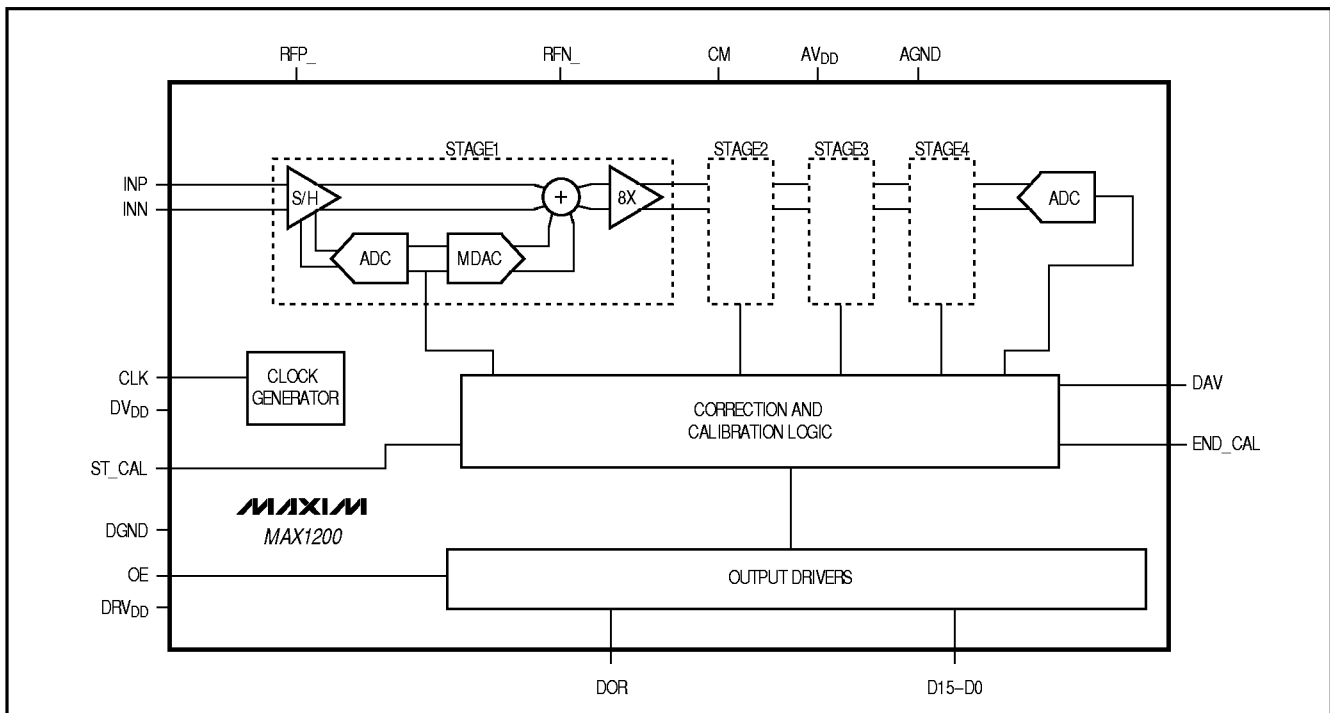 RFP_ RFN_ CM AVDD AGND
STAGE1 STAGE2 STAGE3 STAGE4
INP
INN
S/H
+
8X
ADC
ADC
MDAC
CLK
CLOCK
GENERATOR
DVDD
ST_CAL
CORRECTION AND
CALIBRATION LOGIC
DAV
END_CAL
MAXIM
MAX1200
DGND
OE
DRVDD
OUTPUT DRIVERS
DOR D15–D0